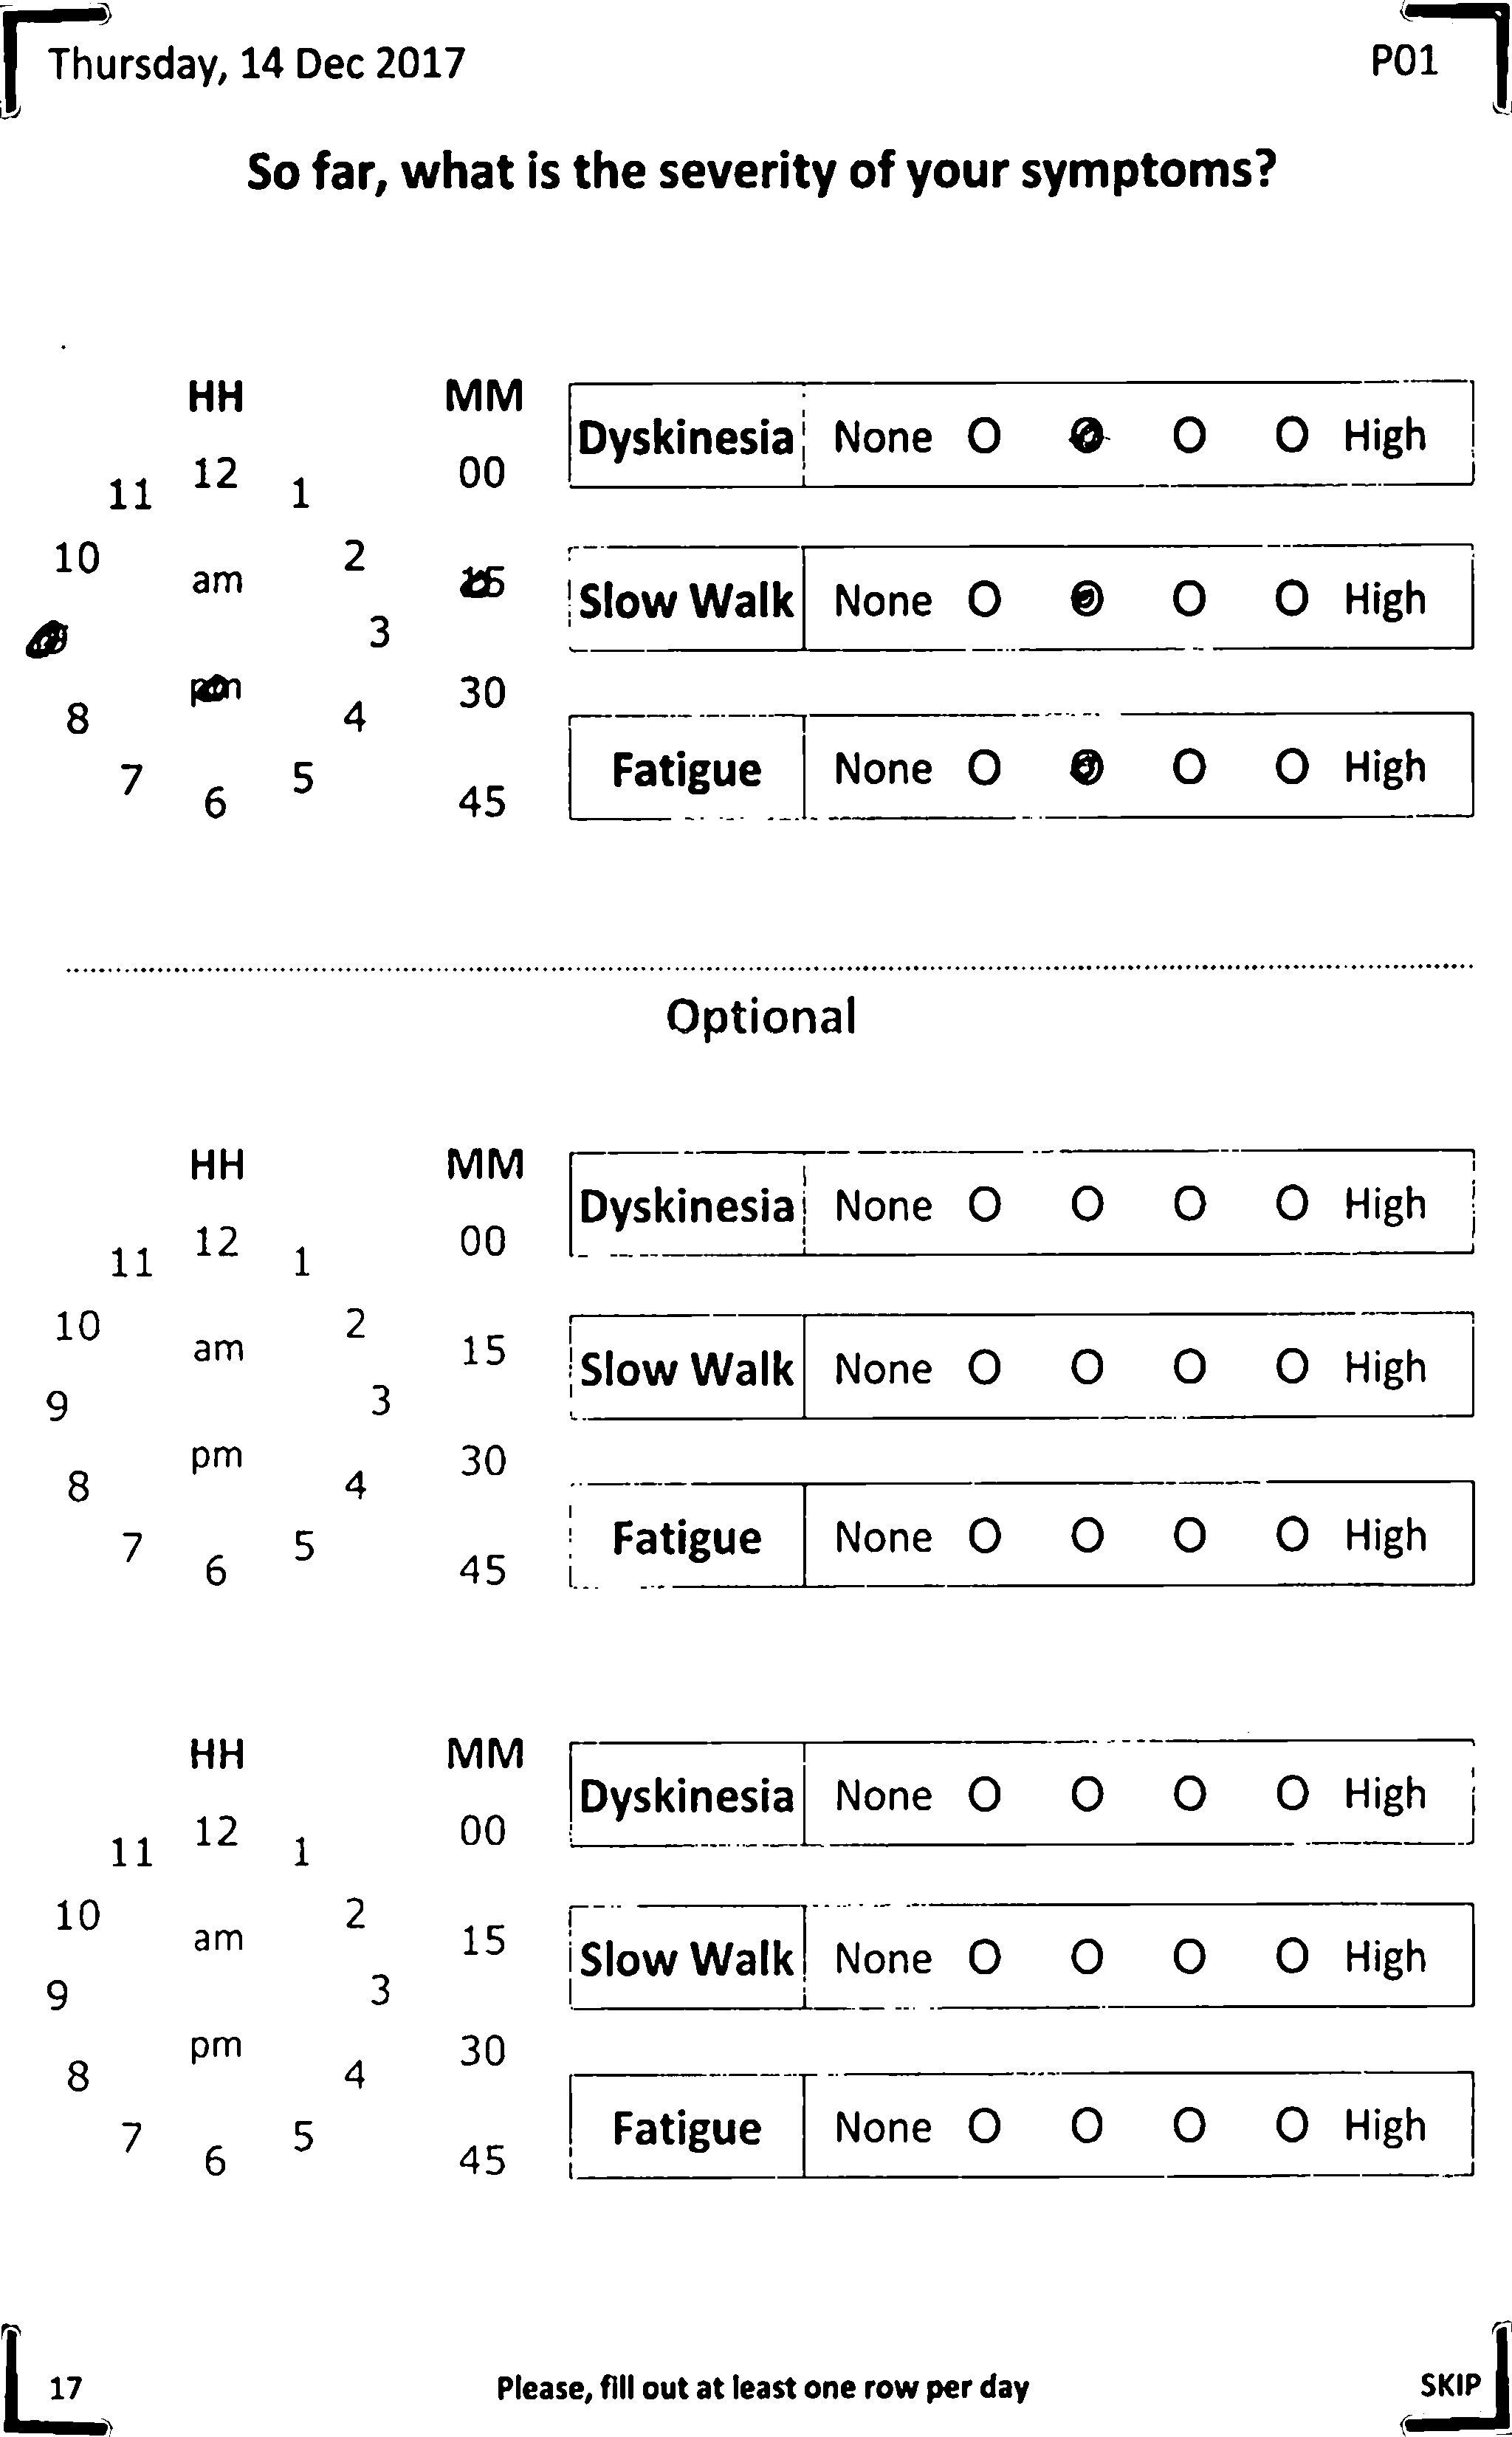 Thursday, 14 Dec 2017 P01
So far, what is the severity of your symptoms?
HH MM
12 00
11 1
10 2
am
3
pm 30
8 4
7 5
6 45
Dyskinesia None O O O High
Slow Walk None O O O High
Fatigue None O O O High
Optional
HH MM
12 00
11 1
10 2
am 15
9 3
pm 30
8 4
7 5
6 45
Dyskinesia None O O O O High
Slow Walk None O O O O High
Fatigue None O O O O High
HH MM
12 00
11 1
10 2
am 15
9 3
pm 30
8 4
7 5
6 45
Dyskinesia None O O O O High
Slow Walk None O O O O High
Fatigue None O O O O High
17 Please, fill out at least one row per day SKIP